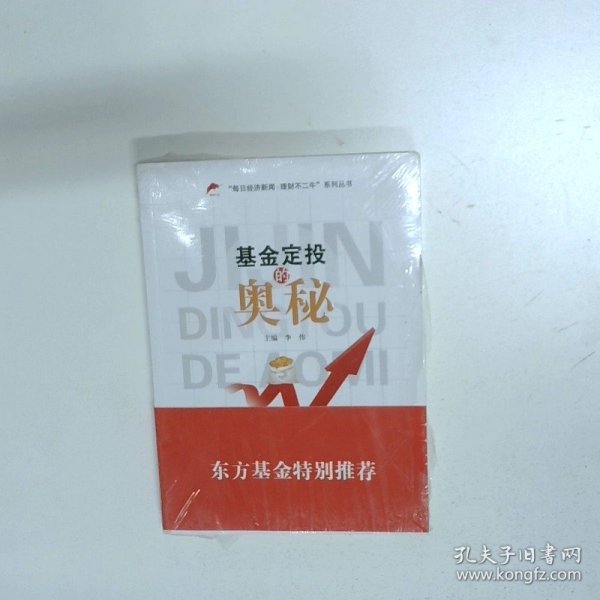 “每日经济新闻·理财不二牛”系列丛书
JIJIN
基金定投
的
奥秘
DINGTOU
主编 李 伟
DE AOMI
东方基金特别推荐
孔夫子旧书网
www.kongfz.com